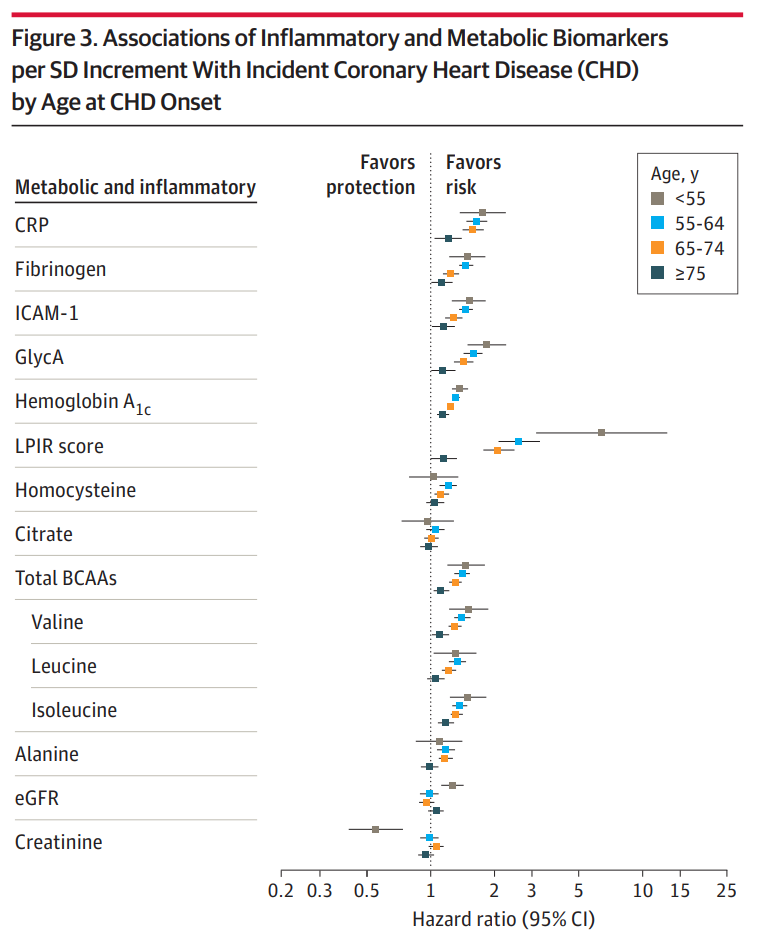 Figure 3. Associations of Inflammatory and Metabolic Biomarkers
per SD Increment With Incident Coronary Heart Disease (CHD)
by Age at CHD Onset
Metabolic and inflammatory
Favors protection
Favors risk
Age, y
<55
55-64
65-74
≥75
CRP
Fibrinogen
ICAM-1
GlycA
Hemoglobin A1c
LPIR score
Homocysteine
Citrate
Total BCAAs
Valine
Leucine
Isoleucine
Alanine
eGFR
Creatinine
0.2 0.3 0.5 1 2 3 5 10 15 25
Hazard ratio (95% CI)